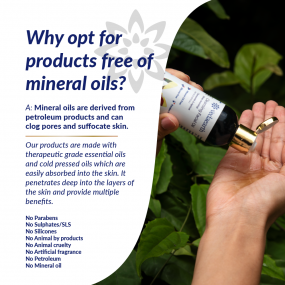 Why opt for
products free of
mineral oils?
A: Mineral oils are derived from
petroleum products and can
clog pores and suffocate skin.
Our products are made with
therapeutic grade essential oils
and cold pressed oils which are
easily absorbed into the skin. It
penetrates deep into the layers of
the skin and provide multiple
benefits.
No Parabens
No Sulphates/SLS
No Silicones
No Animal by products
No Animal cruelty
No Artificial fragrance
No Petroleum
No Mineral oil